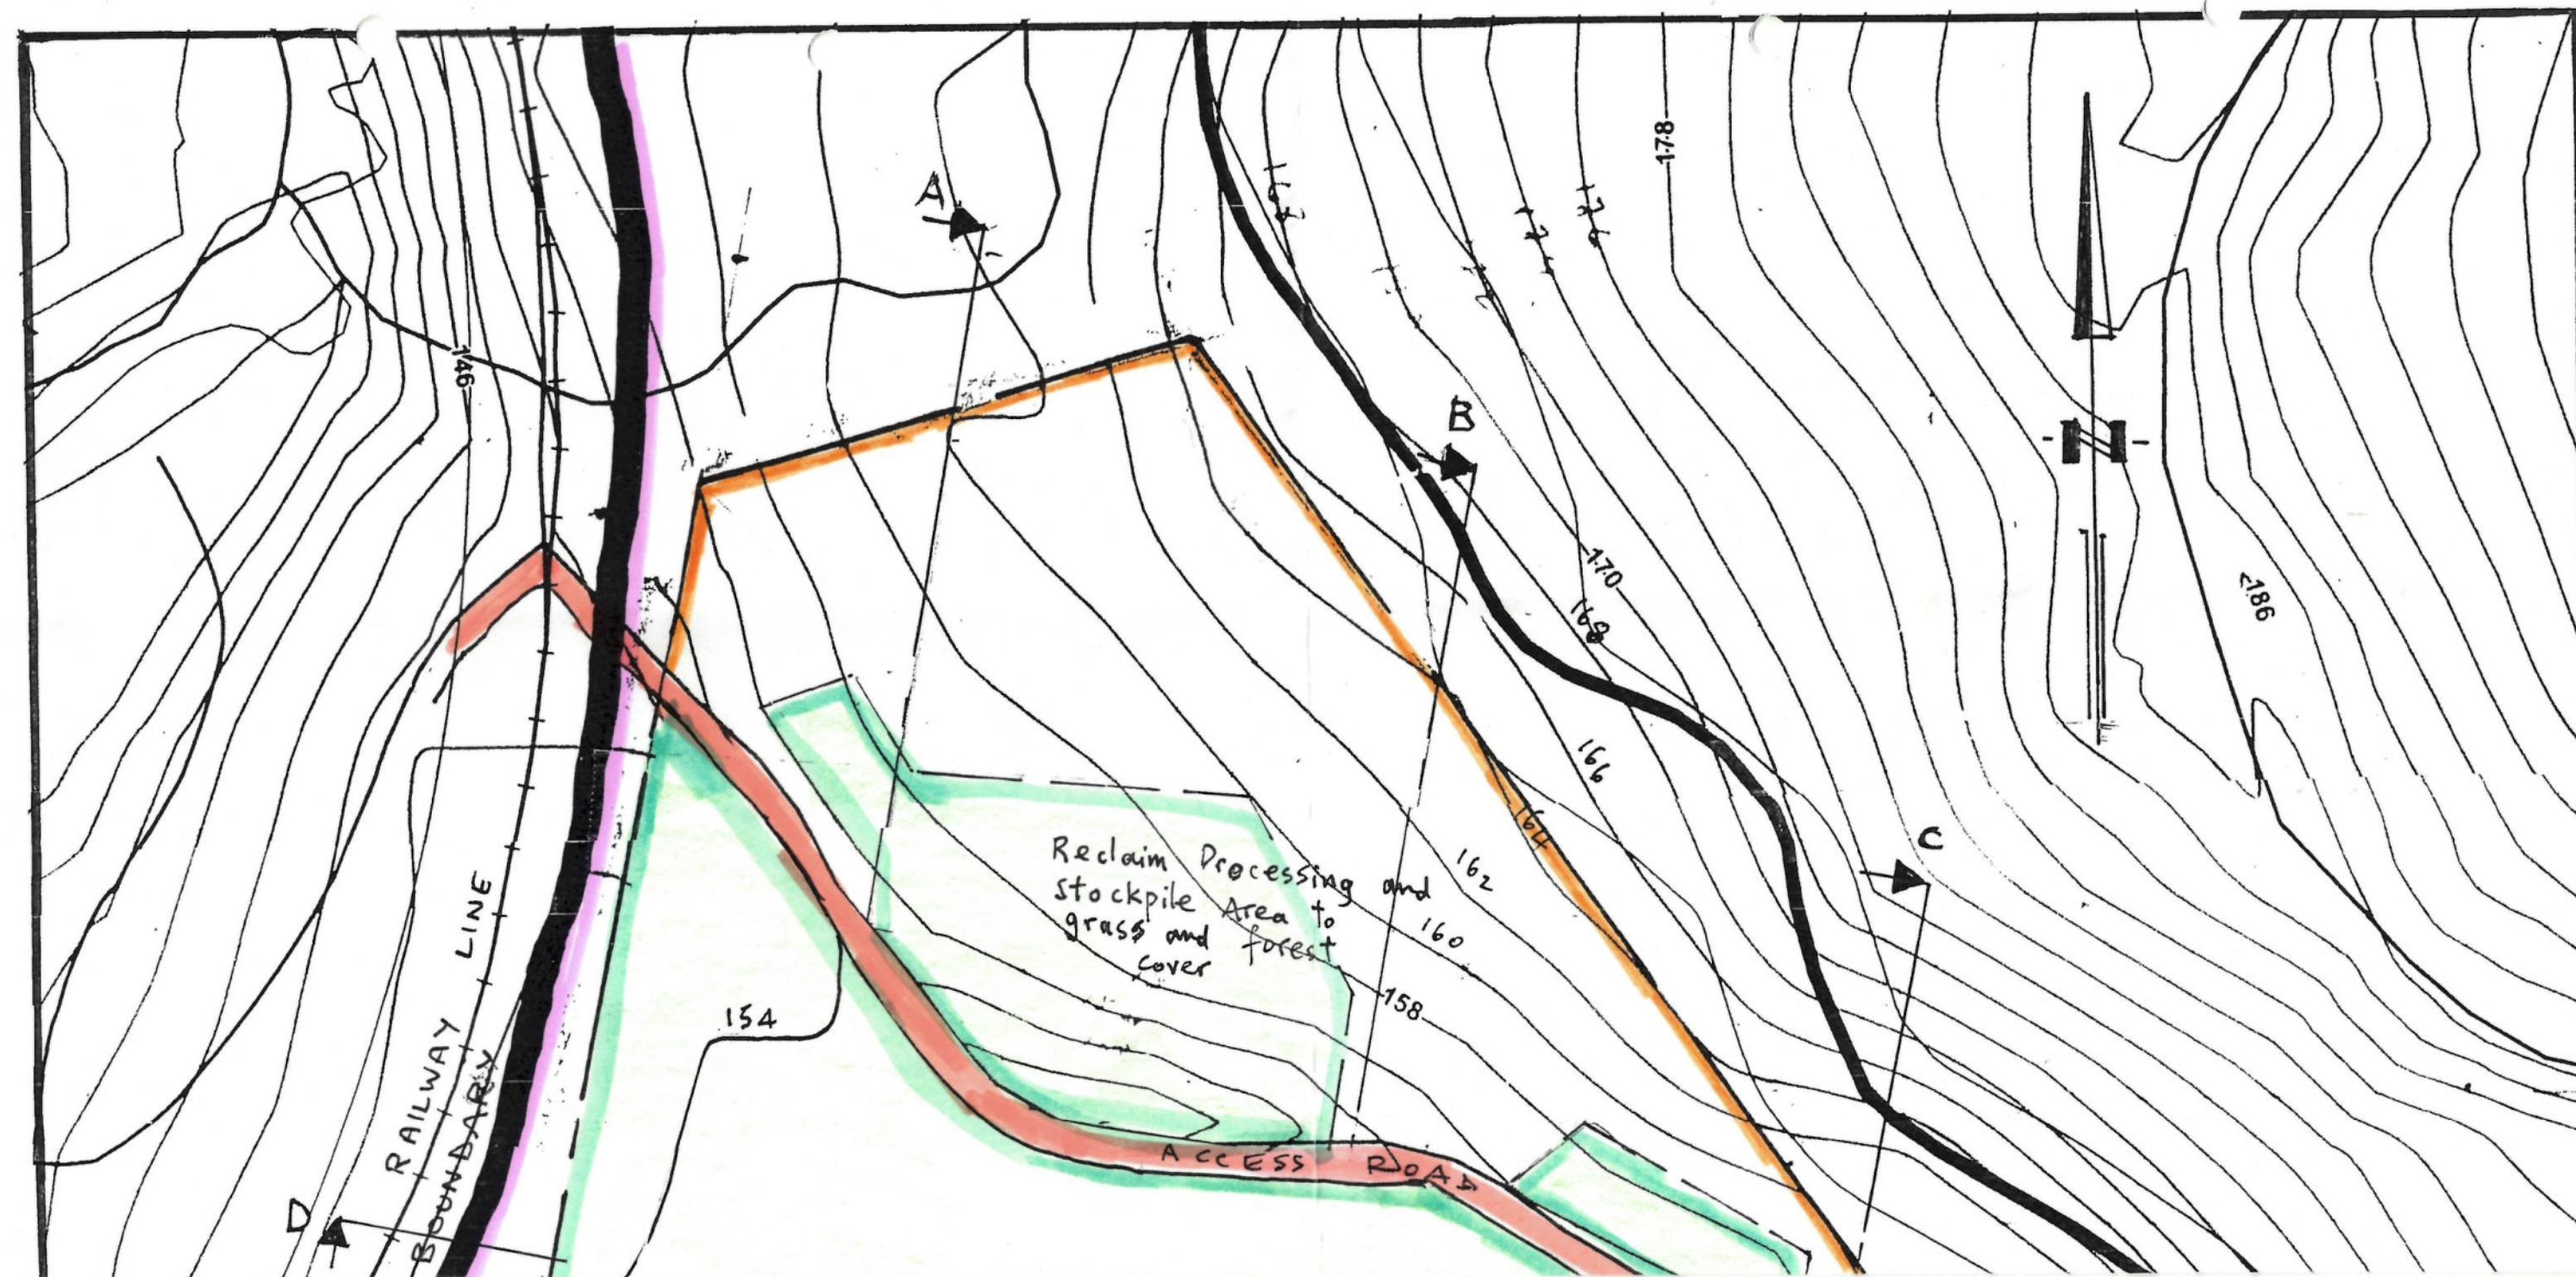 A
178
176
146
B
170
168
186
166
164
C
162
160
158
Reclaim Processing and
stockpile Area to
grass and forest
cover
154
RAILWAY LINE
BOUNDARY
ACCESS ROAD
D
N